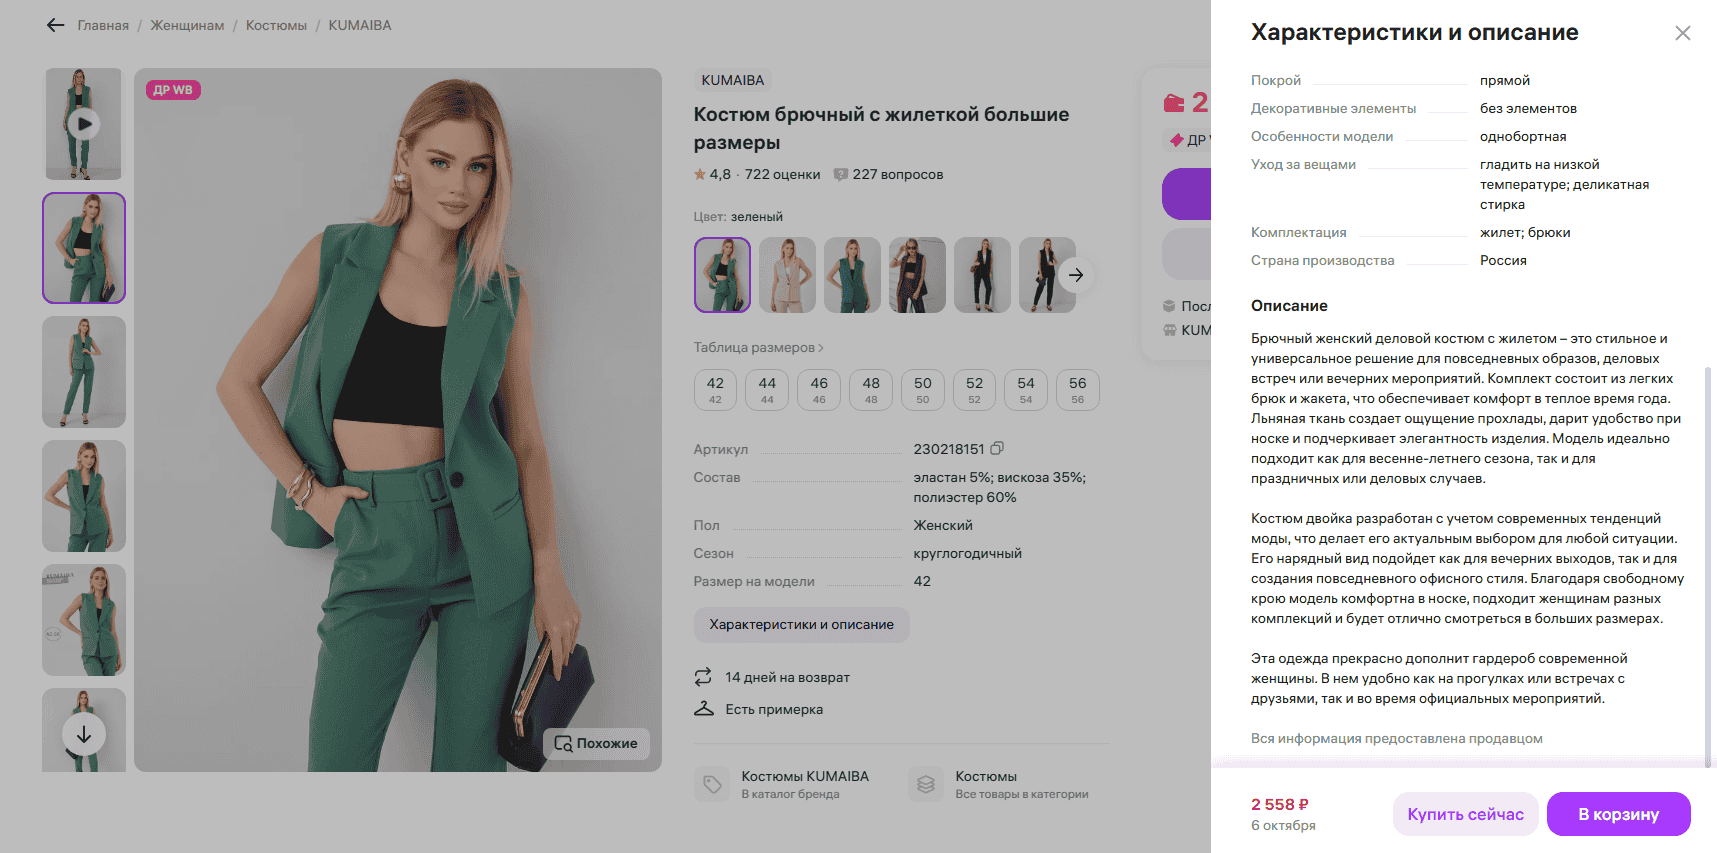 Главная / Женщинам / Костюмы / KUMAIBA
ДР WB
Похожие
KUMAIBA
Костюм брючный с жилеткой большие
размеры
4,8 · 722 оценки
227 вопросов
Цвет: зеленый
Таблица размеров
42 44 46 48 50 52 54 56
42 44 46 48 50 52 54 56
Артикул 230218151
Состав эластан 5%; вискоза 35%;
полиэстер 60%
Пол Женский
Сезон круглогодичный
Размер на модели 42
Характеристики и описание
14 дней на возврат
Есть примерка
Костюмы KUMAIBA
В каталог бренда
Костюмы
Все товары в категории
2
ДР
Посл
KUM
Характеристики и описание
Покрой прямой
Декоративные элементы без элементов
Особенности модели однобортная
Уход за вещами гладить на низкой
температуре; деликатная
стирка
Комплектация жилет; брюки
Страна производства Россия
Описание
Брючный женский деловой костюм с жилетом – это стильное и
универсальное решение для повседневных образов, деловых
встреч или вечерних мероприятий. Комплект состоит из легких
брюк и жакета, что обеспечивает комфорт в теплое время года.
Льняная ткань создает ощущение прохлады, дарит удобство при
носке и подчеркивает элегантность изделия. Модель идеально
подходит как для весенне-летнего сезона, так и для
праздничных или деловых случаев.
Костюм двойка разработан с учетом современных тенденций
моды, что делает его актуальным выбором для любой ситуации.
Его нарядный вид подойдет как для вечерних выходов, так и для
создания повседневного офисного стиля. Благодаря свободному
крою модель комфортна в носке, подходит женщинам разных
комплекций и будет отлично смотреться в больших размерах.
Эта одежда прекрасно дополнит гардероб современной
женщины. В нем удобно как на прогулках или встречах с
друзьями, так и во время официальных мероприятий.
Вся информация предоставлена продавцом
2 558 ₽
6 октября
Купить сейчас
В корзину